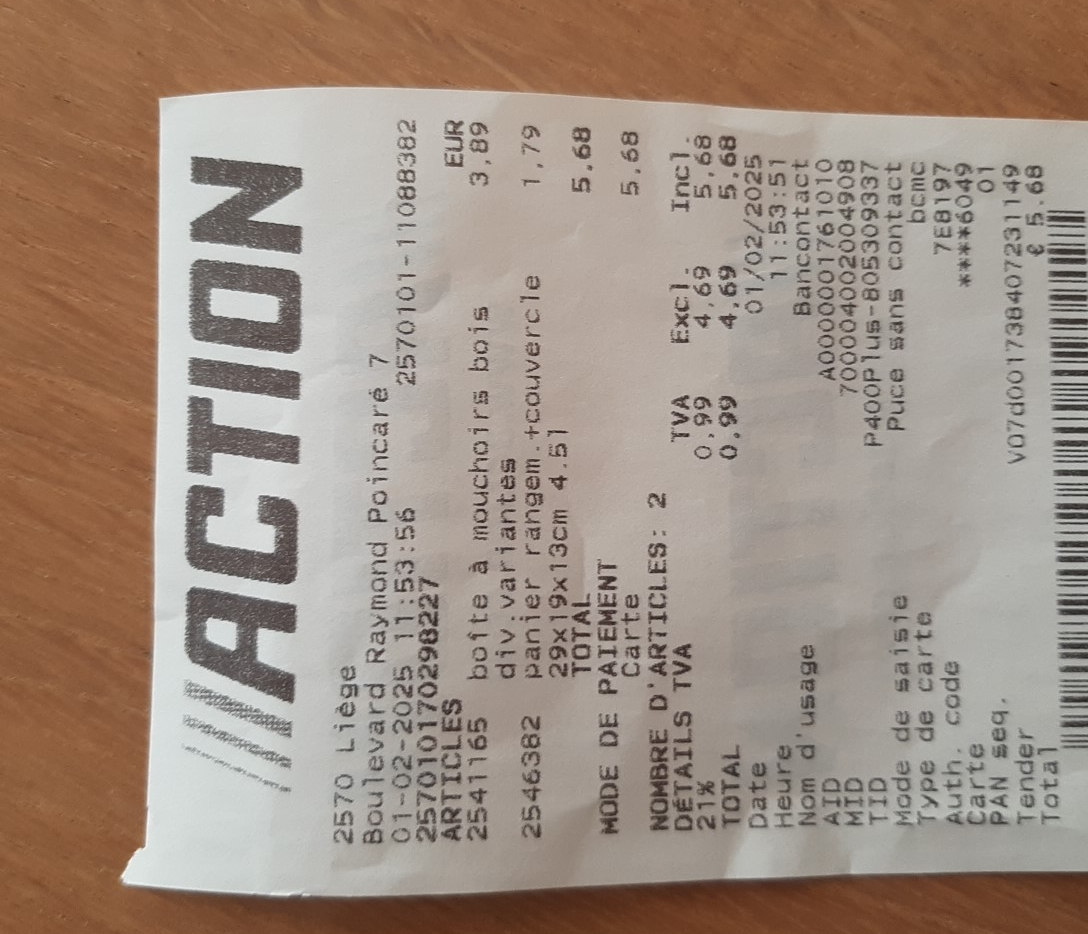 ACTION
2570 Liège
Boulevard Raymond Poincaré 7
01-02-2025 11:53:56 2570101-11088382
2570101170298227
ARTICLES EUR
2541165 boîte à mouchoirs bois 3,89
div.variantes
2546382 panier rangem.+couvercle 1,79
29x19x13cm 4.5l
TOTAL 5,68
MODE DE PAIEMENT
Carte 5,68
NOMBRE D'ARTICLES: 2
DÉTAILS TVA TVA Excl. Incl.
21% 0,99 4,69 5,68
TOTAL 0,99 4,69 5,68
Date 01/02/2025
Heure 11:53:51
Nom d'usage Bancontact
AID A0000001761010
MID 70000402004908
TID P400Plus-805309337
Mode de saisie Puce sans contact
Type de carte bcmc
Auth. code 7E8197
Carte ****6049
PAN seq. 01
Tender V07d001738407231149
Total € 5.68